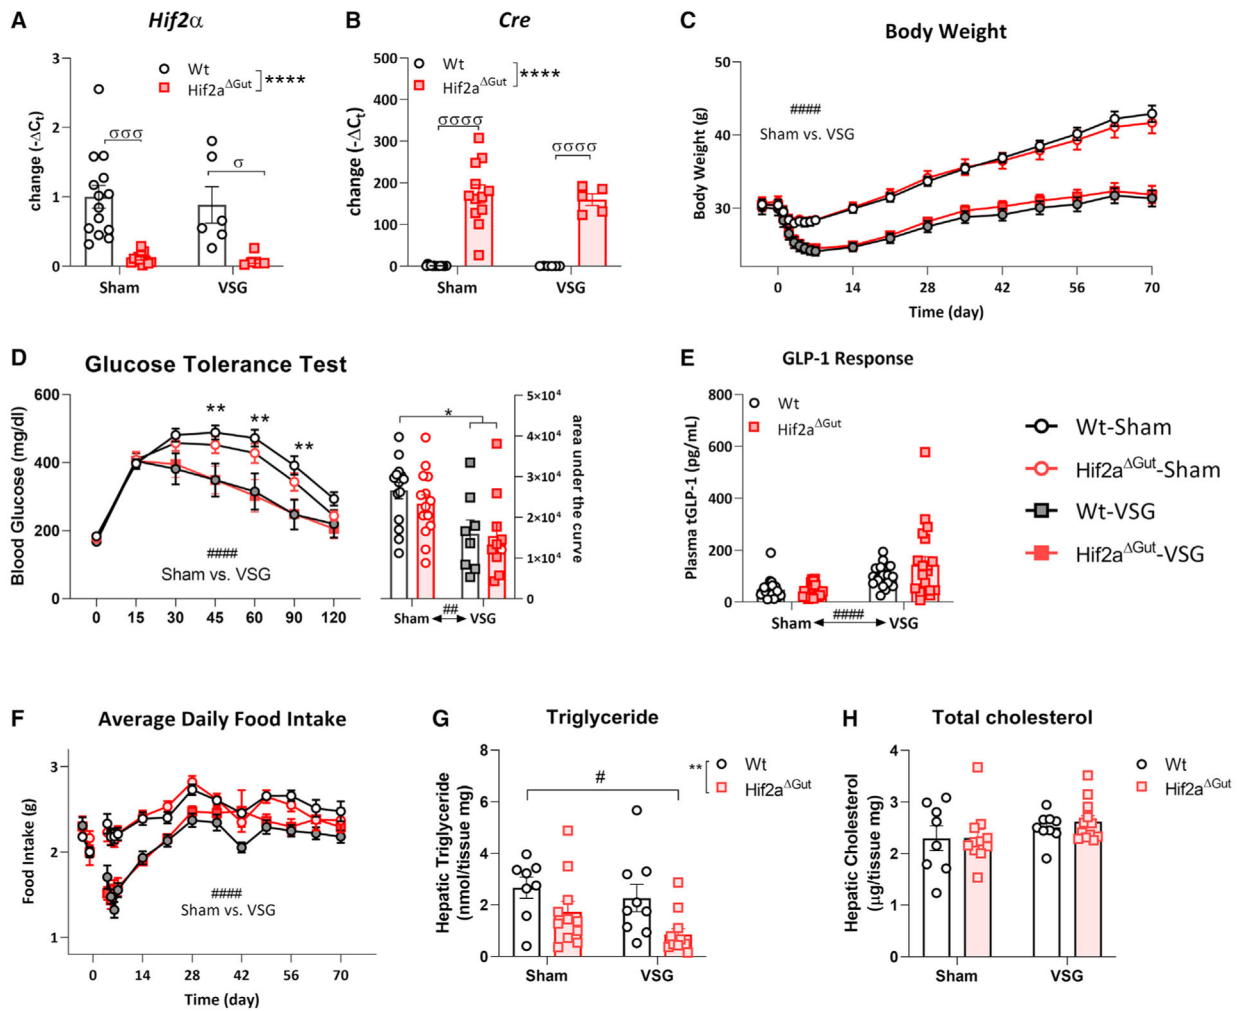 A
Hif2α
3
2
1
0
change (-ΔCt)
Wt
Hif2a^ΔGut
****
σσσ
σ
Sham
VSG
B
Cre
500
400
300
200
100
0
change (-ΔCt)
Wt
Hif2a^ΔGut
****
σσσσ
σσσσ
Sham
VSG
C
Body Weight
50
40
30
Body Weight (g)
####
Sham vs. VSG
0 14 28 42 56 70
Time (day)
D
Glucose Tolerance Test
600
400
200
0
Blood Glucose (mg/dl)
** ** **
####
Sham vs. VSG
0 15 30 45 60 90 120
*
5×10⁴
4×10⁴
3×10⁴
2×10⁴
1×10⁴
0
area under the curve
##
Sham VSG
E
GLP-1 Response
800
600
400
200
0
Plasma tGLP-1 (pg/mL)
Wt
Hif2a^ΔGut
####
Sham VSG
Wt-Sham
Hif2a^ΔGut-Sham
Wt-VSG
Hif2a^ΔGut-VSG
F
Average Daily Food Intake
3
2
1
Food Intake (g)
####
Sham vs. VSG
0 14 28 42 56 70
Time (day)
G
Triglyceride
8
6
4
2
0
Hepatic Triglyceride
(nmol/tissue mg)
#
**
Wt
Hif2a^ΔGut
Sham
VSG
H
Total cholesterol
4
3
2
1
0
Hepatic Cholesterol
(μg/tissue mg)
Wt
Hif2a^ΔGut
Sham
VSG